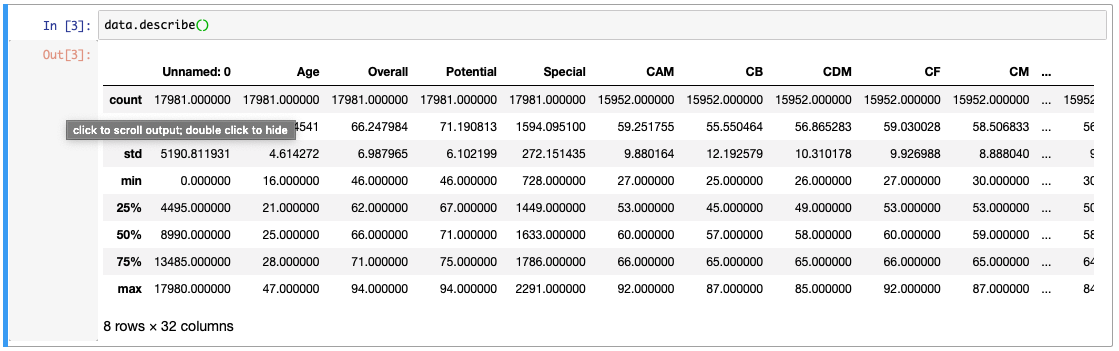 In [3]: data.describe()
Out[3]:
Unnamed: 0 Age Overall Potential Special CAM CB CDM CF CM ...
count 17981.000000 17981.000000 17981.000000 17981.000000 17981.000000 15952.000000 15952.000000 15952.000000 15952.000000 15952.000000 ... 15952
click to scroll output; double click to hide 4541 66.247984 71.190813 1594.095100 59.251755 55.550464 56.865283 59.030028 58.506833 ... 56
std 5190.811931 4.614272 6.987965 6.102199 272.151435 9.880164 12.192579 10.310178 9.926988 8.888040 ... 9
min 0.000000 16.000000 46.000000 46.000000 728.000000 27.000000 25.000000 26.000000 27.000000 30.000000 ... 30
25% 4495.000000 21.000000 62.000000 67.000000 1449.000000 53.000000 45.000000 49.000000 53.000000 53.000000 ... 50
50% 8990.000000 25.000000 66.000000 71.000000 1633.000000 60.000000 57.000000 58.000000 60.000000 59.000000 ... 58
75% 13485.000000 28.000000 71.000000 75.000000 1786.000000 66.000000 65.000000 65.000000 66.000000 65.000000 ... 64
max 17980.000000 47.000000 94.000000 94.000000 2291.000000 92.000000 87.000000 85.000000 92.000000 87.000000 ... 84
8 rows × 32 columns